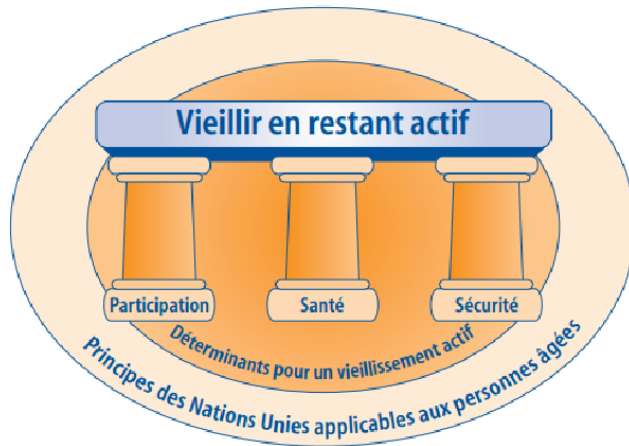 Vieillir en restant actif
Participation
Santé
Sécurité
Déterminants pour un vieillissement actif
Principes des Nations Unies applicables aux personnes âgées